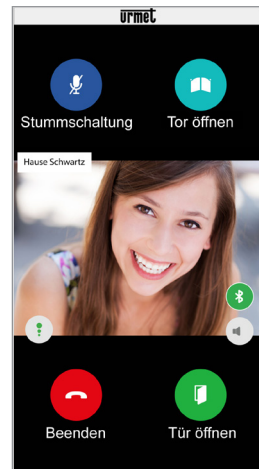 urmet
Stummschaltung
Tor öffnen
Hause Schwartz
Beenden
Tür öffnen